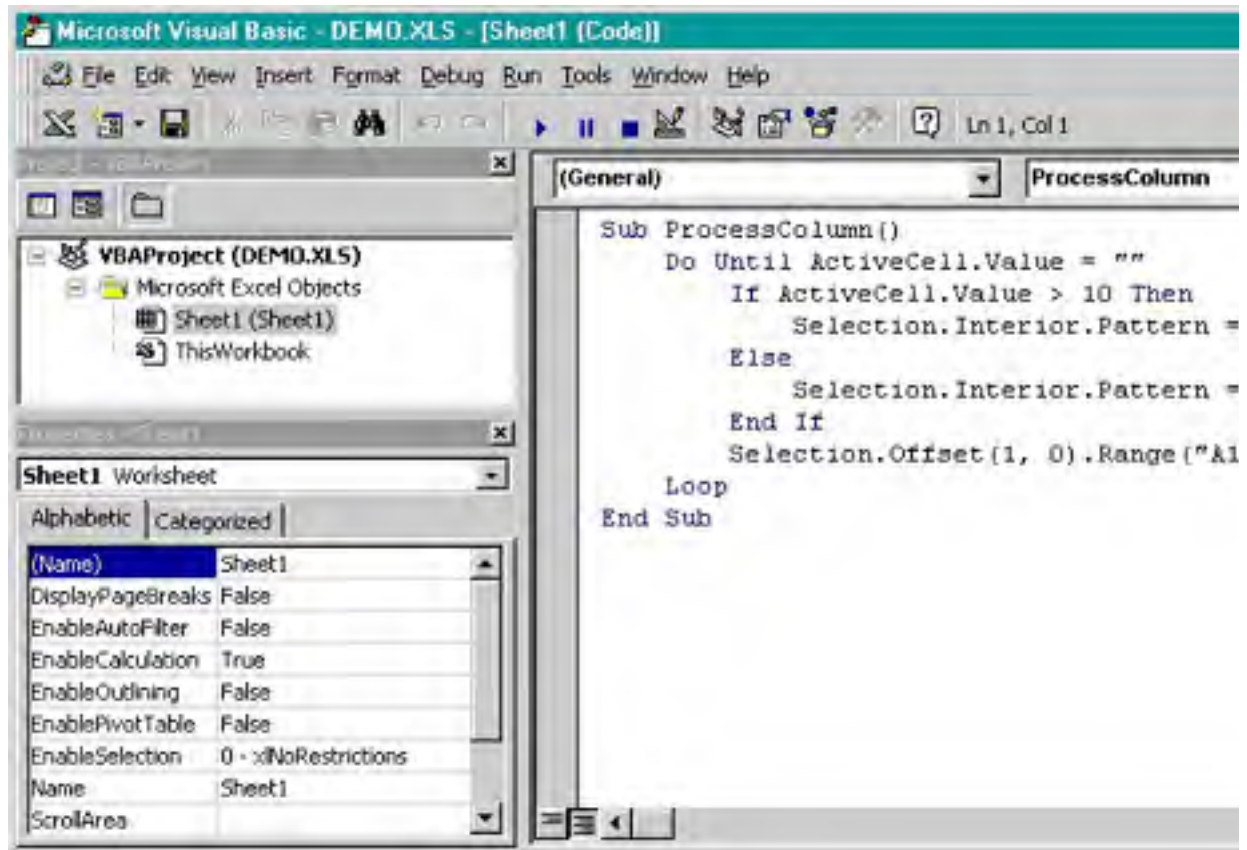 Microsoft Visual Basic - DEMO.XLS - [Sheet1 (Code)]
File Edit View Insert Format Debug Run Tools Window Help
Ln 1, Col 1
Project - VBAProject
VBAProject (DEMO.XLS)
Microsoft Excel Objects
Sheet1 (Sheet1)
ThisWorkbook
Properties - Sheet1
Sheet1 Worksheet
Alphabetic Categorized
(Name) Sheet1
DisplayPageBreaks False
EnableAutoFilter False
EnableCalculation True
EnableOutlining False
EnablePivotTable False
EnableSelection 0 - xlNoRestrictions
Name Sheet1
ScrollArea
(General) ProcessColumn
Sub ProcessColumn()
Do Until ActiveCell.Value = ""
If ActiveCell.Value > 10 Then
Selection.Interior.Pattern =
Else
Selection.Interior.Pattern =
End If
Selection.Offset(1, 0).Range("A1
Loop
End Sub